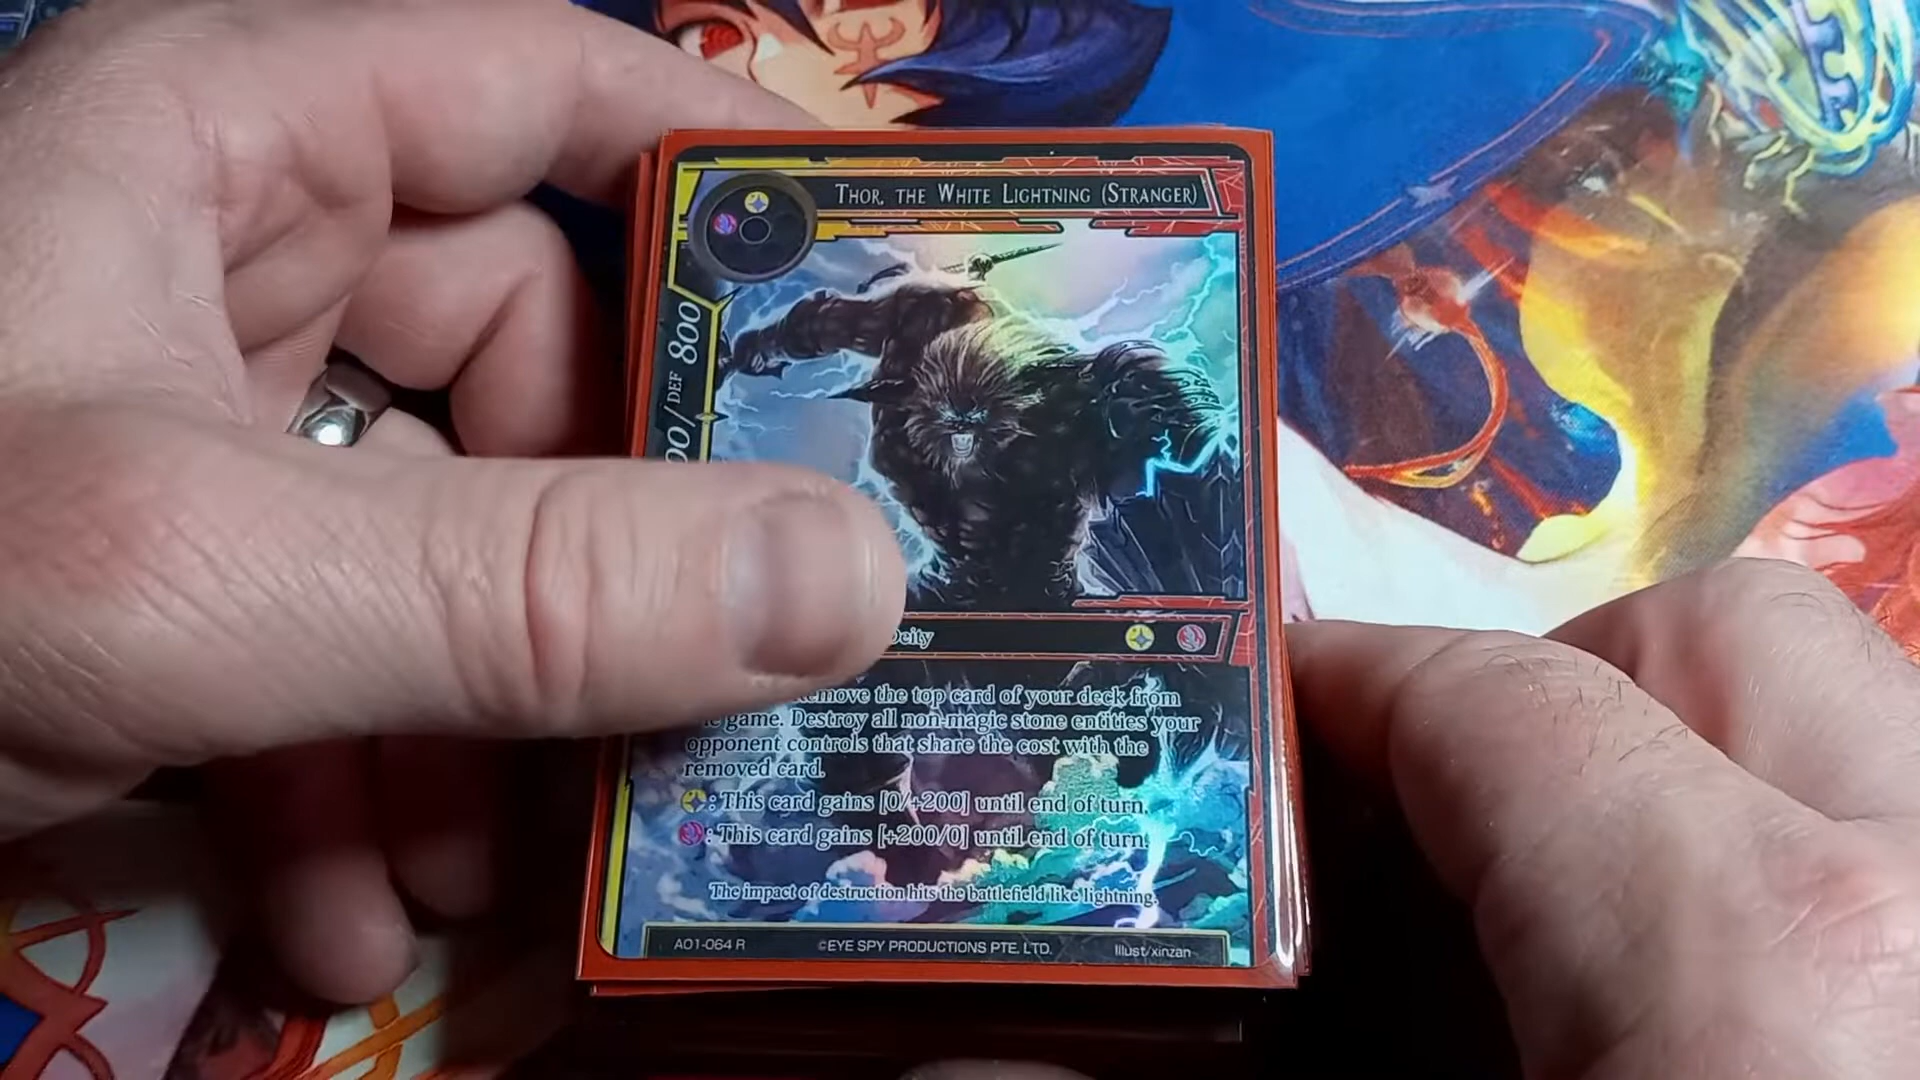 THOR, THE WHITE LIGHTNING (STRANGER)
00/DEF 800
Deity
remove the top card of your deck from
game. Destroy all non-magic stone entities your
opponent controls that share the cost with the
removed card.
: This card gains [0/+200] until end of turn.
: This card gains [+200/0] until end of turn.
The impact of destruction hits the battlefield like lightning.
A01-064 R ©EYE SPY PRODUCTIONS PTE. LTD. Illust/xinzan